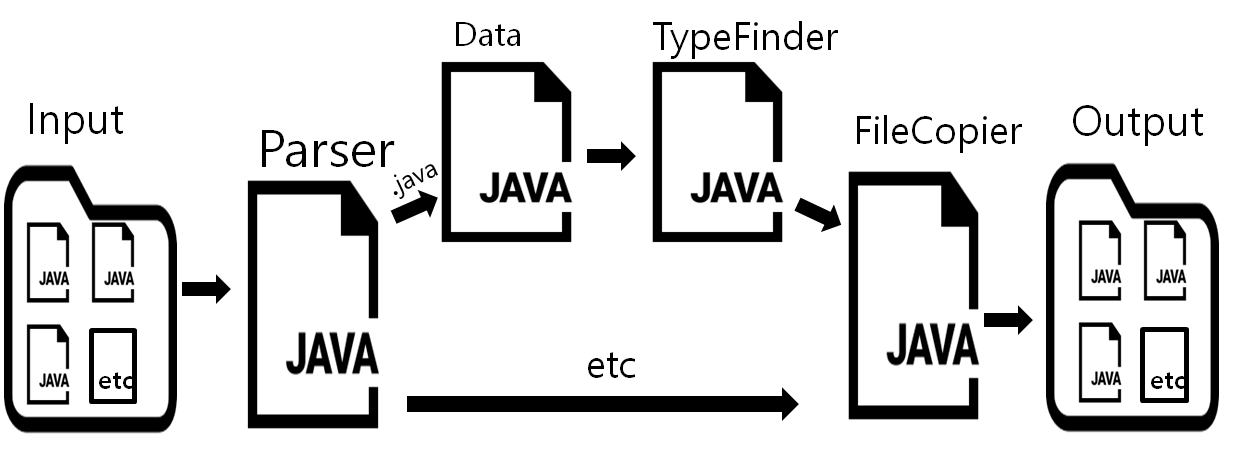 Input
JAVA
JAVA
JAVA
etc
Parser
JAVA
.java
Data
JAVA
TypeFinder
JAVA
etc
FileCopier
JAVA
Output
JAVA
JAVA
JAVA
etc